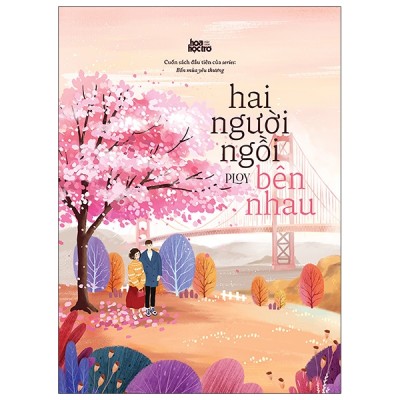 hoa
học trò
Cuốn sách đầu tiên của series:
Bốn mùa yêu thương
hai
người
ngồi
PLOY
bên
nhau